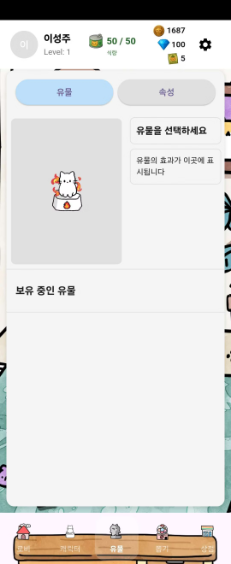 이
이성주
Level: 1
50 / 50
식량
1687
100
5
유물
속성
유물을 선택하세요
유물의 효과가 이곳에 표
시됩니다
보유 중인 유물
유물